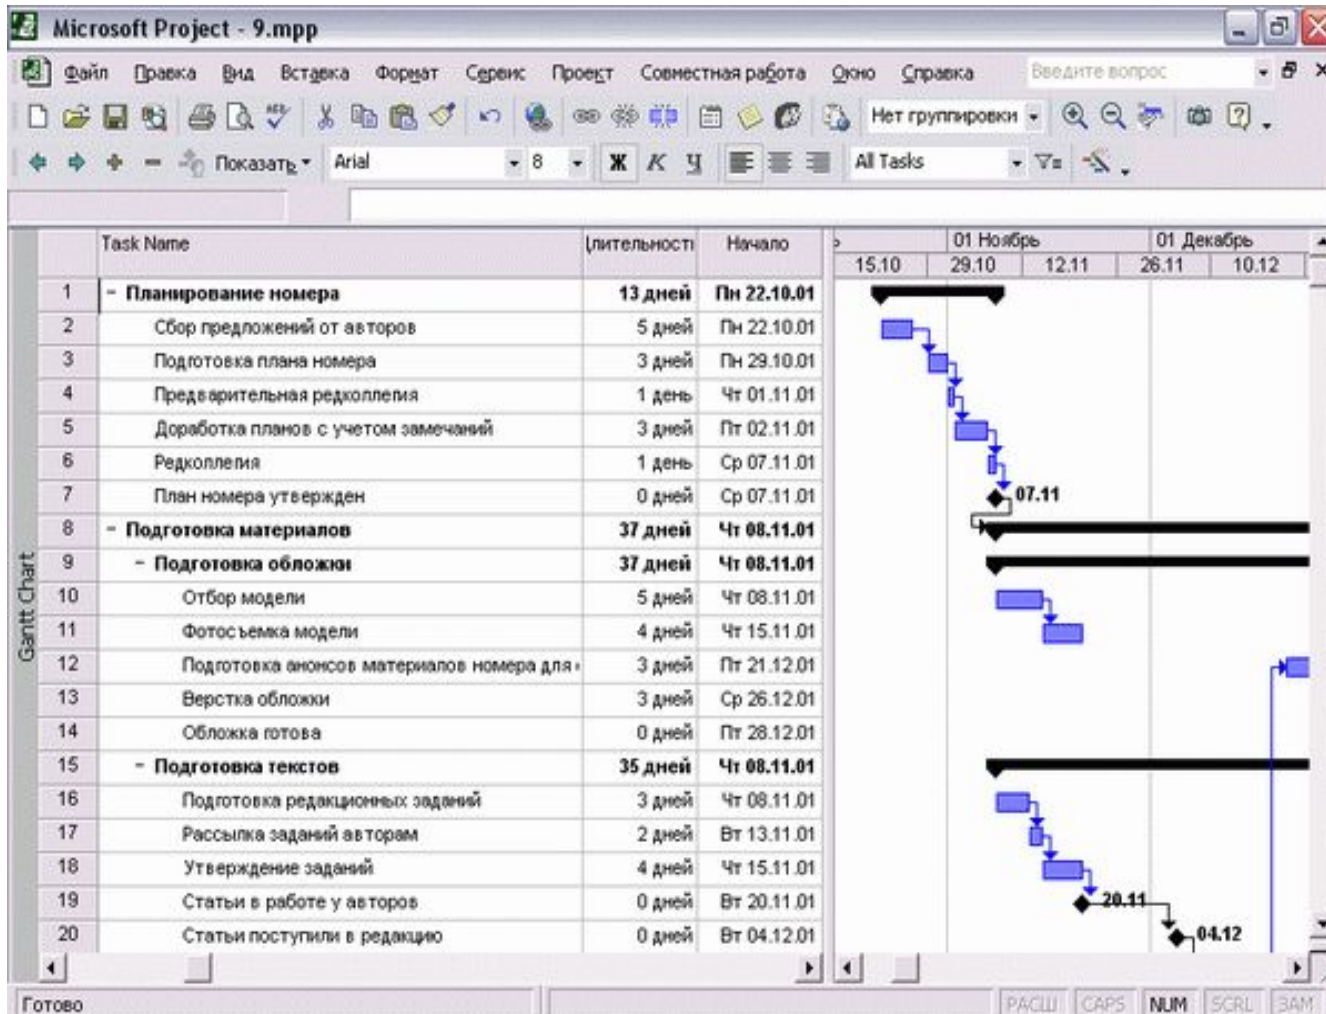 Microsoft Project - 9.mpp
Файл Правка Вид Вставка Формат Сервис Проект Совместная работа Окно Справка Введите вопрос
Нет группировки
Показать Arial 8 Ж К Ч All Tasks
Task Name длительность Начало 01 Ноябрь 01 Декабрь
15.10 29.10 12.11 26.11 10.12
1 - Планирование номера 13 дней Пн 22.10.01
2 Сбор предложений от авторов 5 дней Пн 22.10.01
3 Подготовка плана номера 3 дней Пн 29.10.01
4 Предварительная редколлегия 1 день Чт 01.11.01
5 Доработка планов с учетом замечаний 3 дней Пт 02.11.01
6 Редколлегия 1 день Ср 07.11.01
7 План номера утвержден 0 дней Ср 07.11.01 07.11
8 - Подготовка материалов 37 дней Чт 08.11.01
9 - Подготовка обложки 37 дней Чт 08.11.01
10 Отбор модели 5 дней Чт 08.11.01
11 Фотосъемка модели 4 дней Чт 15.11.01
12 Подготовка анонсов материалов номера для 3 дней Пт 21.12.01
13 Верстка обложки 3 дней Ср 26.12.01
14 Обложка готова 0 дней Пт 28.12.01
15 - Подготовка текстов 35 дней Чт 08.11.01
16 Подготовка редакционных заданий 3 дней Чт 08.11.01
17 Рассылка заданий авторам 2 дней Вт 13.11.01
18 Утверждение заданий 4 дней Чт 15.11.01
19 Статьи в работе у авторов 0 дней Вт 20.11.01 20.11
20 Статьи поступили в редакцию 0 дней Вт 04.12.01 04.12
Gantt Chart
Готово РАСШ CAPS NUM SCRL ЗАМ